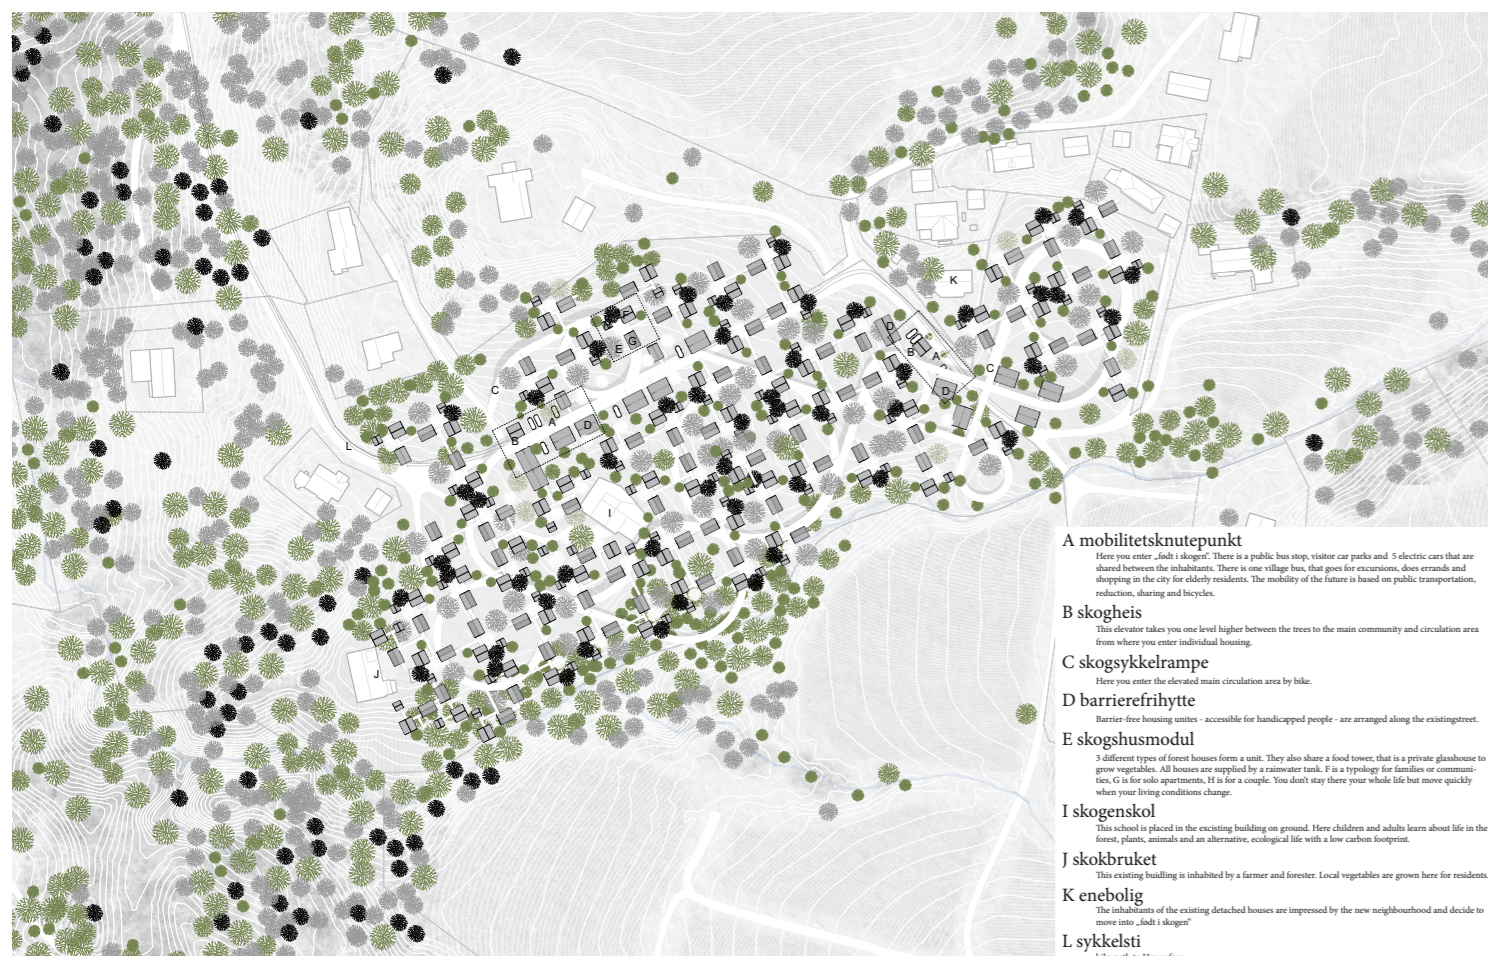 F
G
E
D
B
A
D
C
K
C
A
B
D
L
I
J
A mobilitetsknutepunkt
Here you enter „født i skogen“. There is a public bus stop, visitor car parks and 5 electric cars that are
shared between the inhabitants. There is one village bus, that goes for excursions, does errands and
shopping in the city for elderly residents. The mobility of the future is based on public transportation,
reduction, sharing and bicycles.
B skogheis
This elevator takes you one level higher between the trees to the main community and circulation area
from where you enter individual housing.
C skogsykkelrampe
Here you enter the elevated main circulation area by bike.
D barrierefrihytte
Barrier-free housing unites - accessible for handicapped people - are arranged along the existingstreet.
E skogshusmodul
3 different types of forest houses form a unit. They also share a food tower, that is a private glasshouse to
grow vegetables. All houses are supplied by a rainwater tank. F is a typology for families or communi-
ties, G is for solo apartments, H is for a couple. You don't stay there your whole life but move quickly
when your living conditions change.
I skogenskol
This school is placed in the excisting building on ground. Here children and adults learn about life in the
forest, plants, animals and an alternative, ecological life with a low carbon footprint.
J skokbruket
This existing buidling is inhabited by a farmer and forester. Local vegetables are grown here for residents.
K enebolig
The inhabitants of the existing detached houses are impressed by the new neighbourhood and decide to
move into „født i skogen“
L sykkelsti